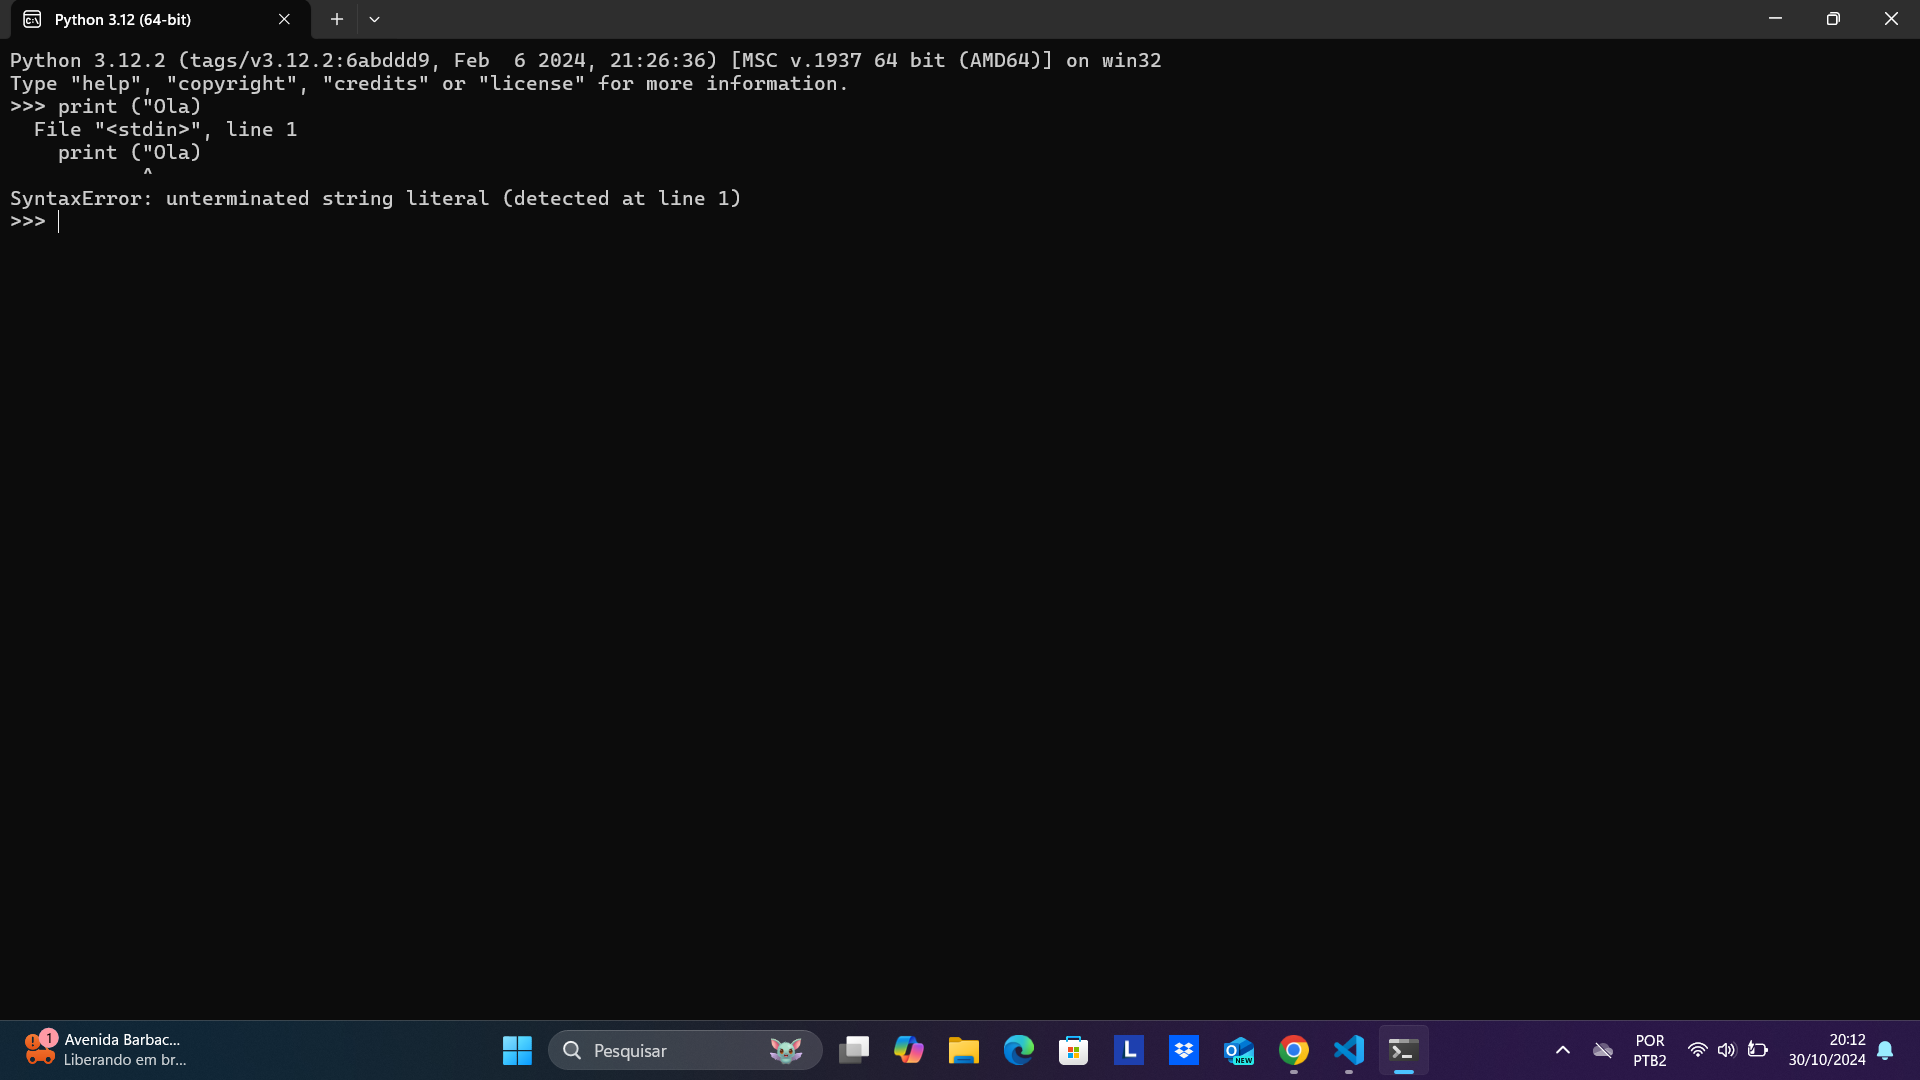 Python 3.12 (64-bit)
Python 3.12.2 (tags/v3.12.2:6abddd9, Feb  6 2024, 21:26:36) [MSC v.1937 64 bit (AMD64)] on win32
Type "help", "copyright", "credits" or "license" for more information.
>>> print ("Ola)
  File "<stdin>", line 1
    print ("Ola)
           ^
SyntaxError: unterminated string literal (detected at line 1)
>>>
1
Avenida Barbac...
Liberando em br...
Pesquisar
L
NEW
POR
PTB2
20:12
30/10/2024